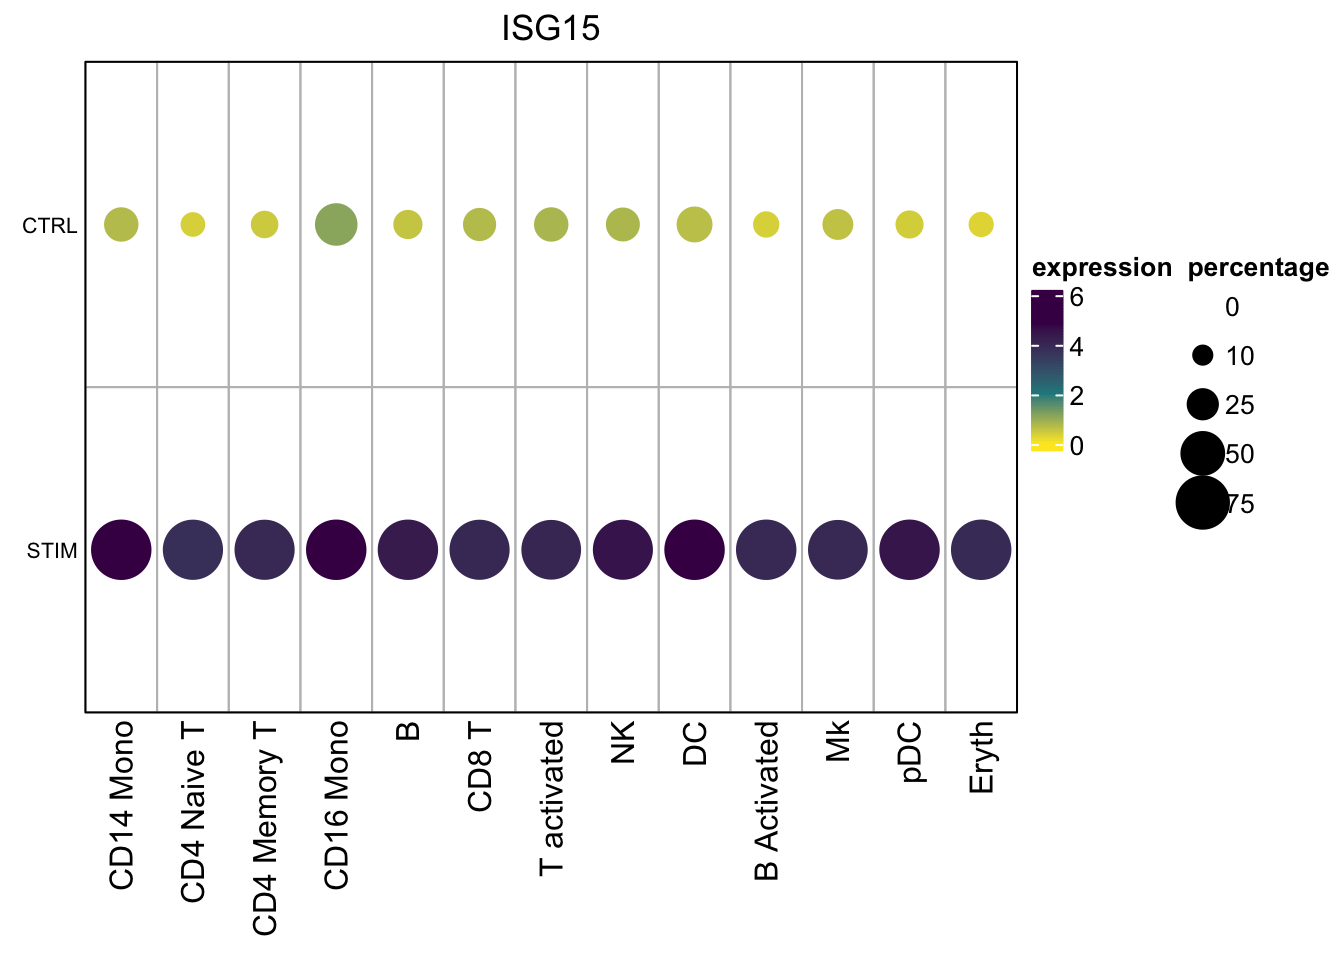 ISG15
CTRL
STIM
expression
6
4
2
0
percentage
0
10
25
50
75
CD14 Mono
CD4 Naive T
CD4 Memory T
CD16 Mono
B
CD8 T
T activated
NK
DC
B Activated
Mk
pDC
Eryth